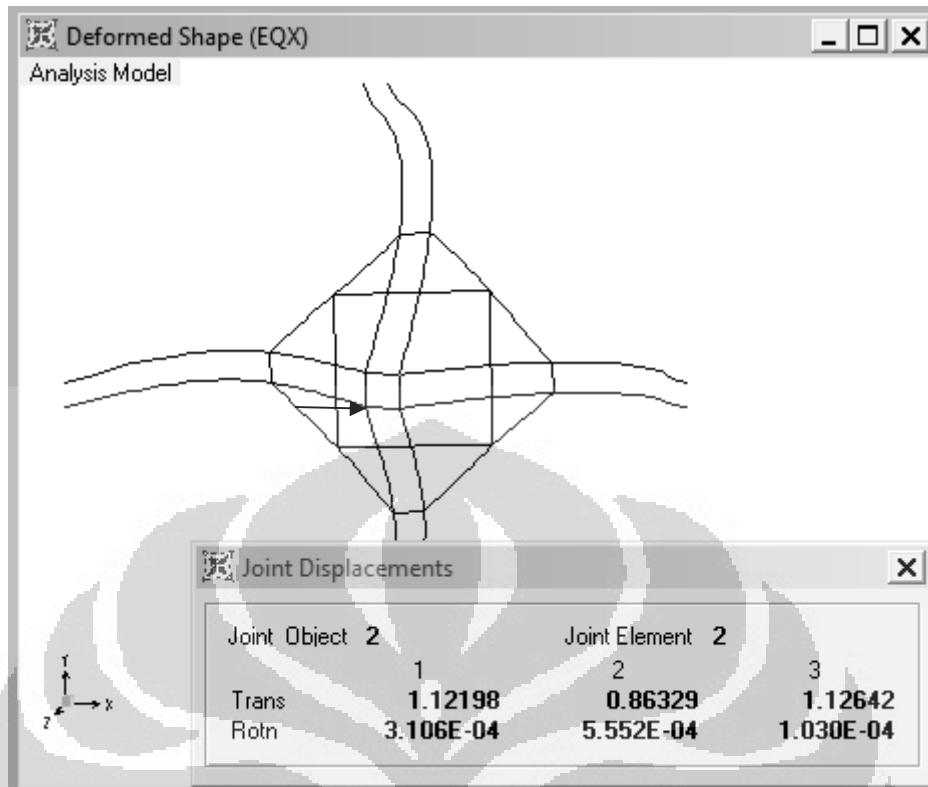 Deformed Shape (EQX)
Analysis Model
Joint Displacements
Joint Object 2 Joint Element 2
1 2 3
Trans 1.12198 0.86329 1.12642
Rotn 3.106E-04 5.552E-04 1.030E-04
Y
X
Z